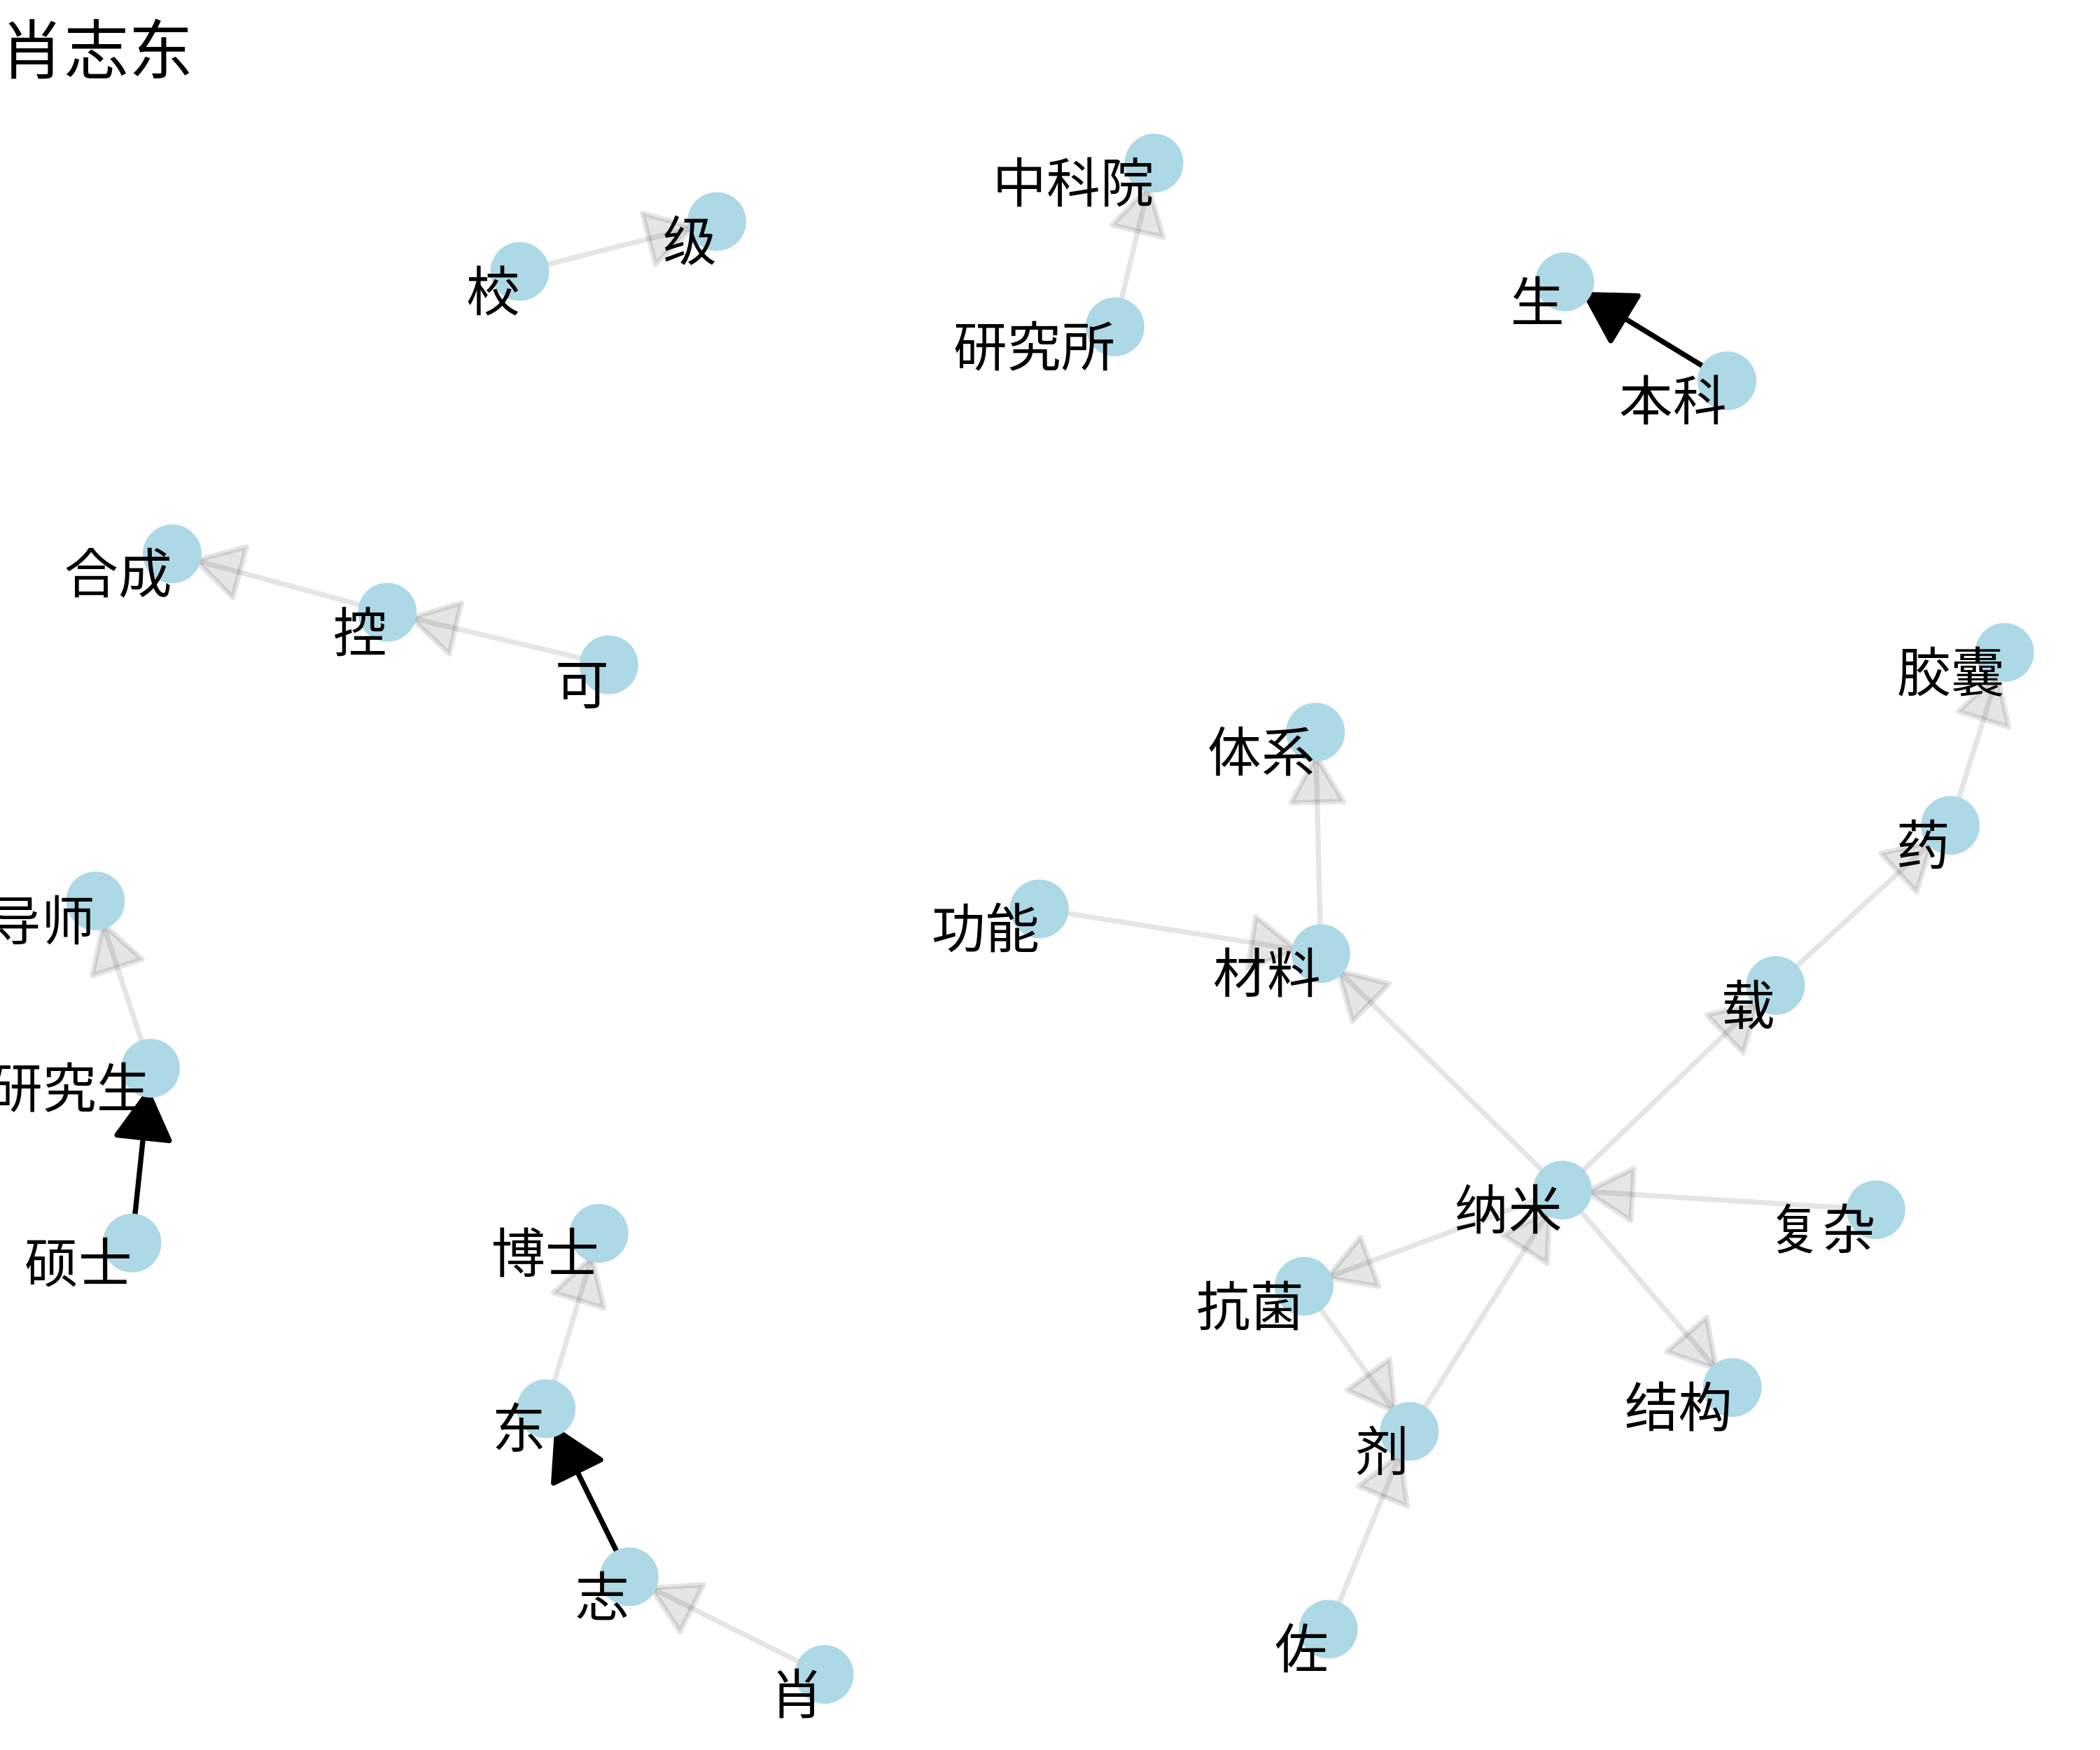 肖志东
中科院
级
校
生
研究所
本科
合成
控
可
胶囊
体系
药
导师
功能
材料
载
研究生
纳米
复杂
博士
硕士
抗菌
结构
东
剂
志
佐
肖